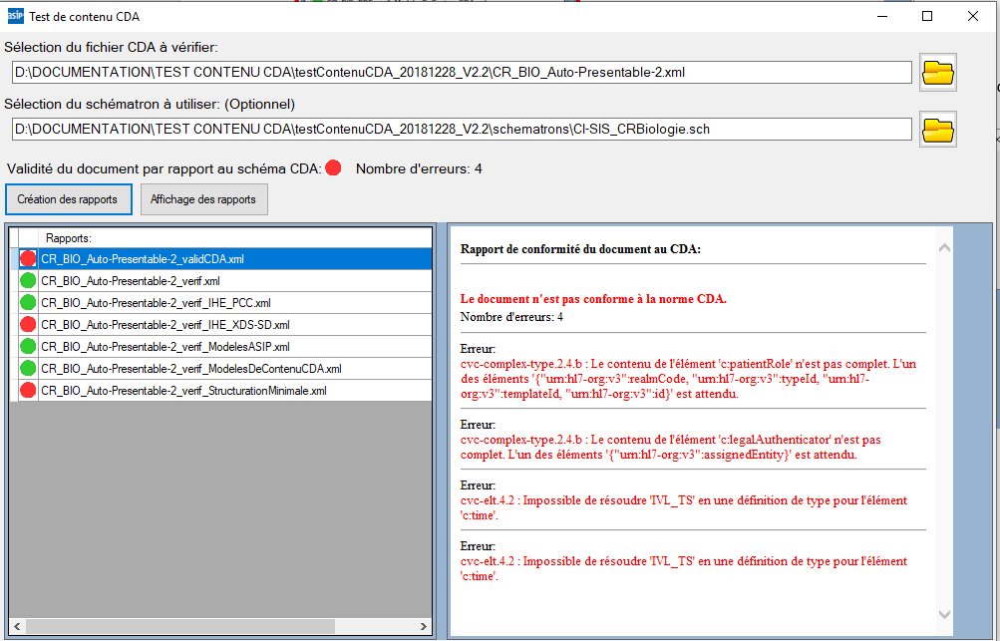 asip
Test de contenu CDA
Sélection du fichier CDA à vérifier:
D:\DOCUMENTATION\TEST CONTENU CDA\testContenuCDA_20181228_V2.2\CR_BIO_Auto-Presentable-2.xml
Sélection du schématron à utiliser: (Optionnel)
D:\DOCUMENTATION\TEST CONTENU CDA\testContenuCDA_20181228_V2.2\schematrons\CI-SIS_CRBiologie.sch
Validité du document par rapport au schéma CDA: Nombre d'erreurs: 4
Création des rapports
Affichage des rapports
Rapports:
CR_BIO_Auto-Presentable-2_validCDA.xml
CR_BIO_Auto-Presentable-2_verif.xml
CR_BIO_Auto-Presentable-2_verif_IHE_PCC.xml
CR_BIO_Auto-Presentable-2_verif_IHE_XDS-SD.xml
CR_BIO_Auto-Presentable-2_verif_ModelesASIP.xml
CR_BIO_Auto-Presentable-2_verif_ModelesDeContenuCDA.xml
CR_BIO_Auto-Presentable-2_verif_StructurationMinimale.xml
Rapport de conformité du document au CDA:
Le document n'est pas conforme à la norme CDA.
Nombre d'erreurs: 4
Erreur:
cvc-complex-type.2.4.b : Le contenu de l'élément 'c:patientRole' n'est pas complet. L'un
des éléments '{"urn:hl7-org:v3":realmCode, "urn:hl7-org:v3":typeId, "urn:hl7-
org:v3":templateId, "urn:hl7-org:v3":id}' est attendu.
Erreur:
cvc-complex-type.2.4.b : Le contenu de l'élément 'c:legalAuthenticator' n'est pas
complet. L'un des éléments '{"urn:hl7-org:v3":assignedEntity}' est attendu.
Erreur:
cvc-elt.4.2 : Impossible de résoudre 'IVL_TS' en une définition de type pour l'élément
'c:time'.
Erreur:
cvc-elt.4.2 : Impossible de résoudre 'IVL_TS' en une définition de type pour l'élément
'c:time'.